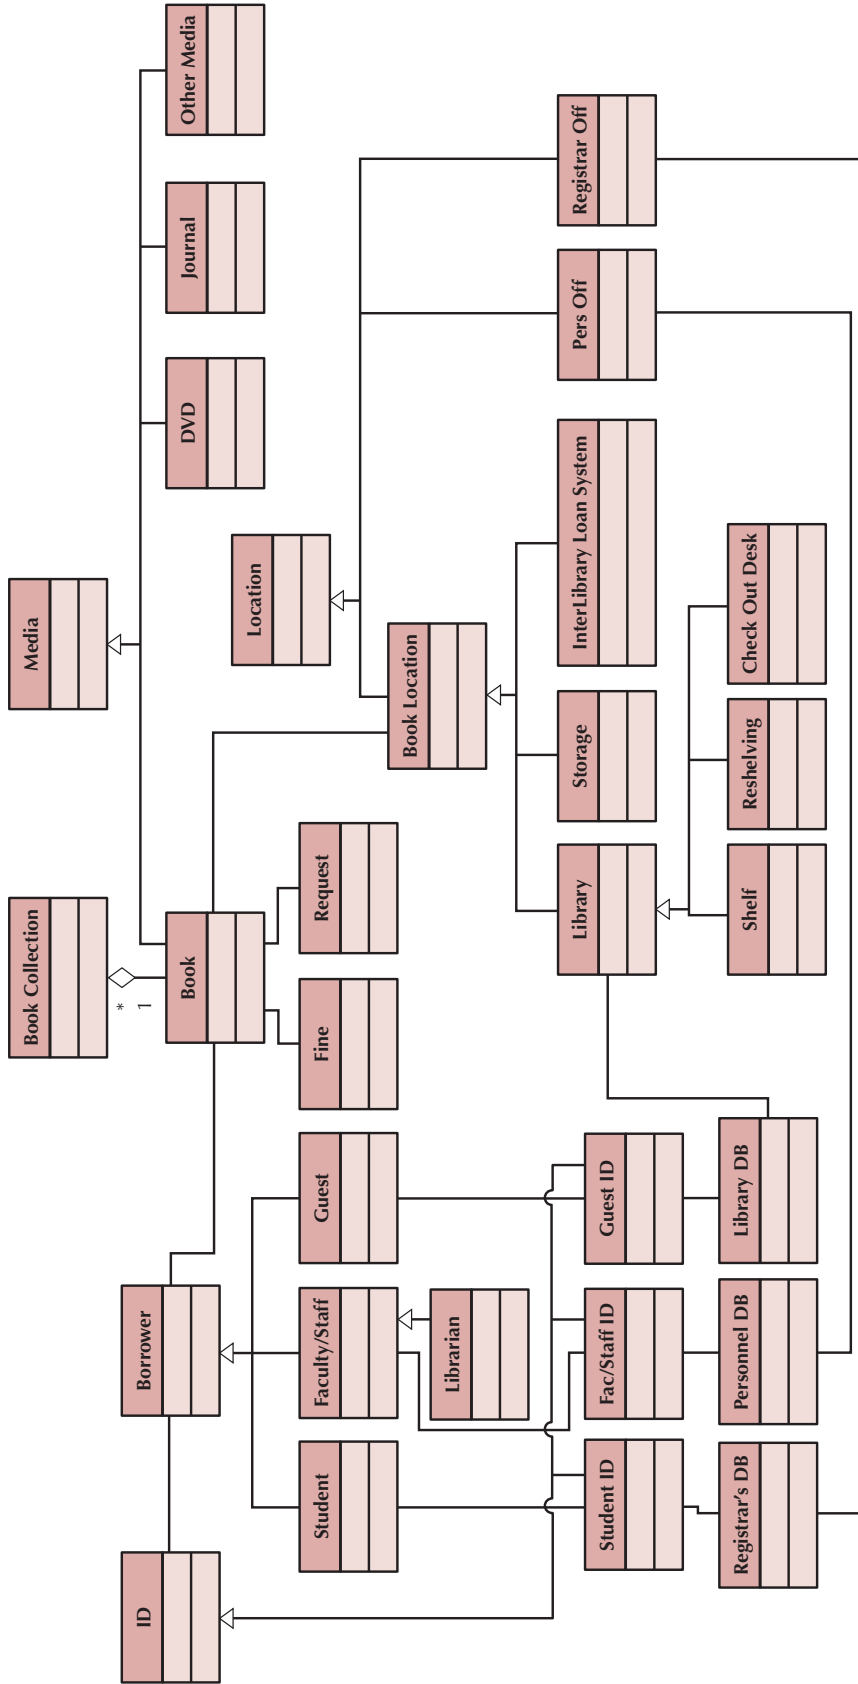 Media
Other Media
Journal
DVD
Book Collection
*
1
Book
Location
Registrar Off
Pers Off
Book Location
Request
Fine
InterLibrary Loan System
Storage
Library
Check Out Desk
Reshelving
Shelf
Borrower
ID
Guest
Faculty/Staff
Student
Librarian
Guest ID
Fac/Staff ID
Student ID
Library DB
Personnel DB
Registrar's DB